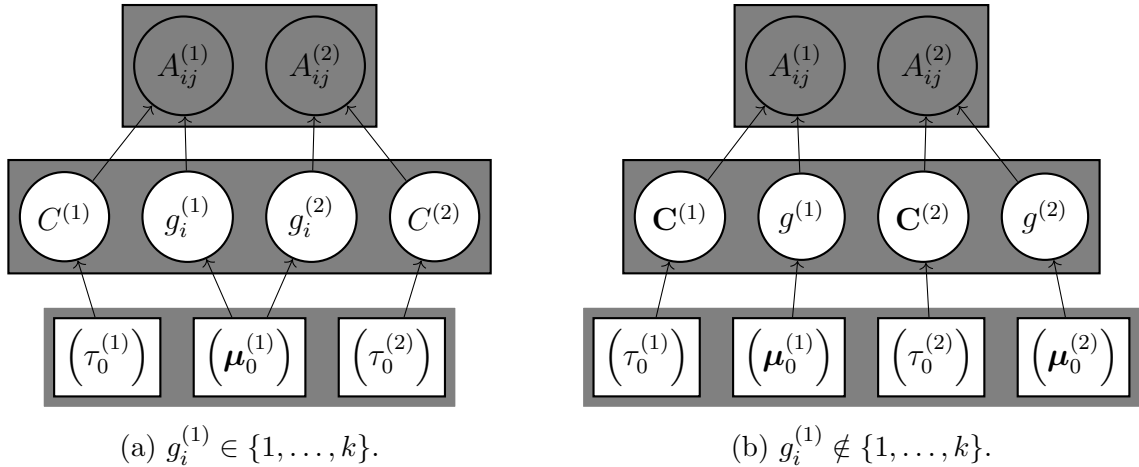 A_{ij}^{(1)} A_{ij}^{(2)} A_{ij}^{(1)} A_{ij}^{(2)}
C^{(1)} g_i^{(1)} g_i^{(2)} C^{(2)} 𝐂^{(1)} g^{(1)} 𝐂^{(2)} g^{(2)}
(τ_0^{(1)}) (𝛍_0^{(1)}) (τ_0^{(2)}) (τ_0^{(1)}) (𝛍_0^{(1)}) (τ_0^{(2)}) (𝛍_0^{(2)})
(a) g_i^{(1)} ∈ {1, . . . , k}. (b) g_i^{(1)} ∉ {1, . . . , k}.